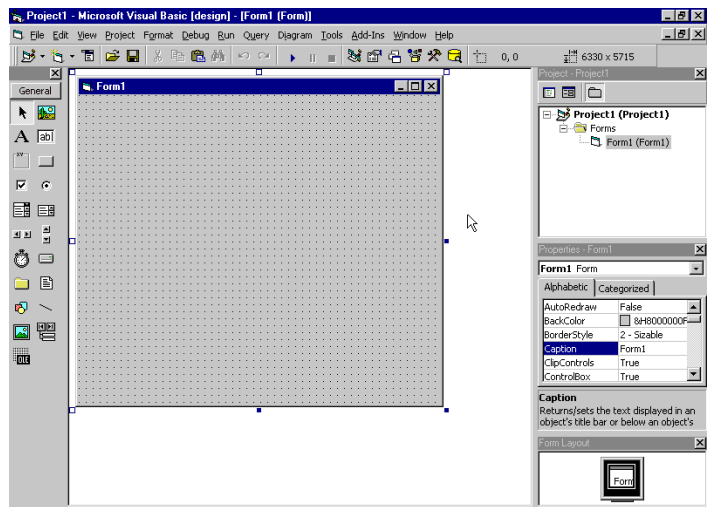 Project1 - Microsoft Visual Basic [design] - [Form1 (Form)]
File Edit View Project Format Debug Run Query Diagram Tools Add-Ins Window Help
0, 0 6330 x 5715
General
Form1
A ab|
xy
OLE
Project - Project1
Project1 (Project1)
Forms
Form1 (Form1)
Properties - Form1
Form1 Form
Alphabetic Categorized
AutoRedraw False
BackColor &H8000000F
BorderStyle 2 - Sizable
Caption Form1
ClipControls True
ControlBox True
Caption
Returns/sets the text displayed in an
object's title bar or below an object's
Form Layout
Form